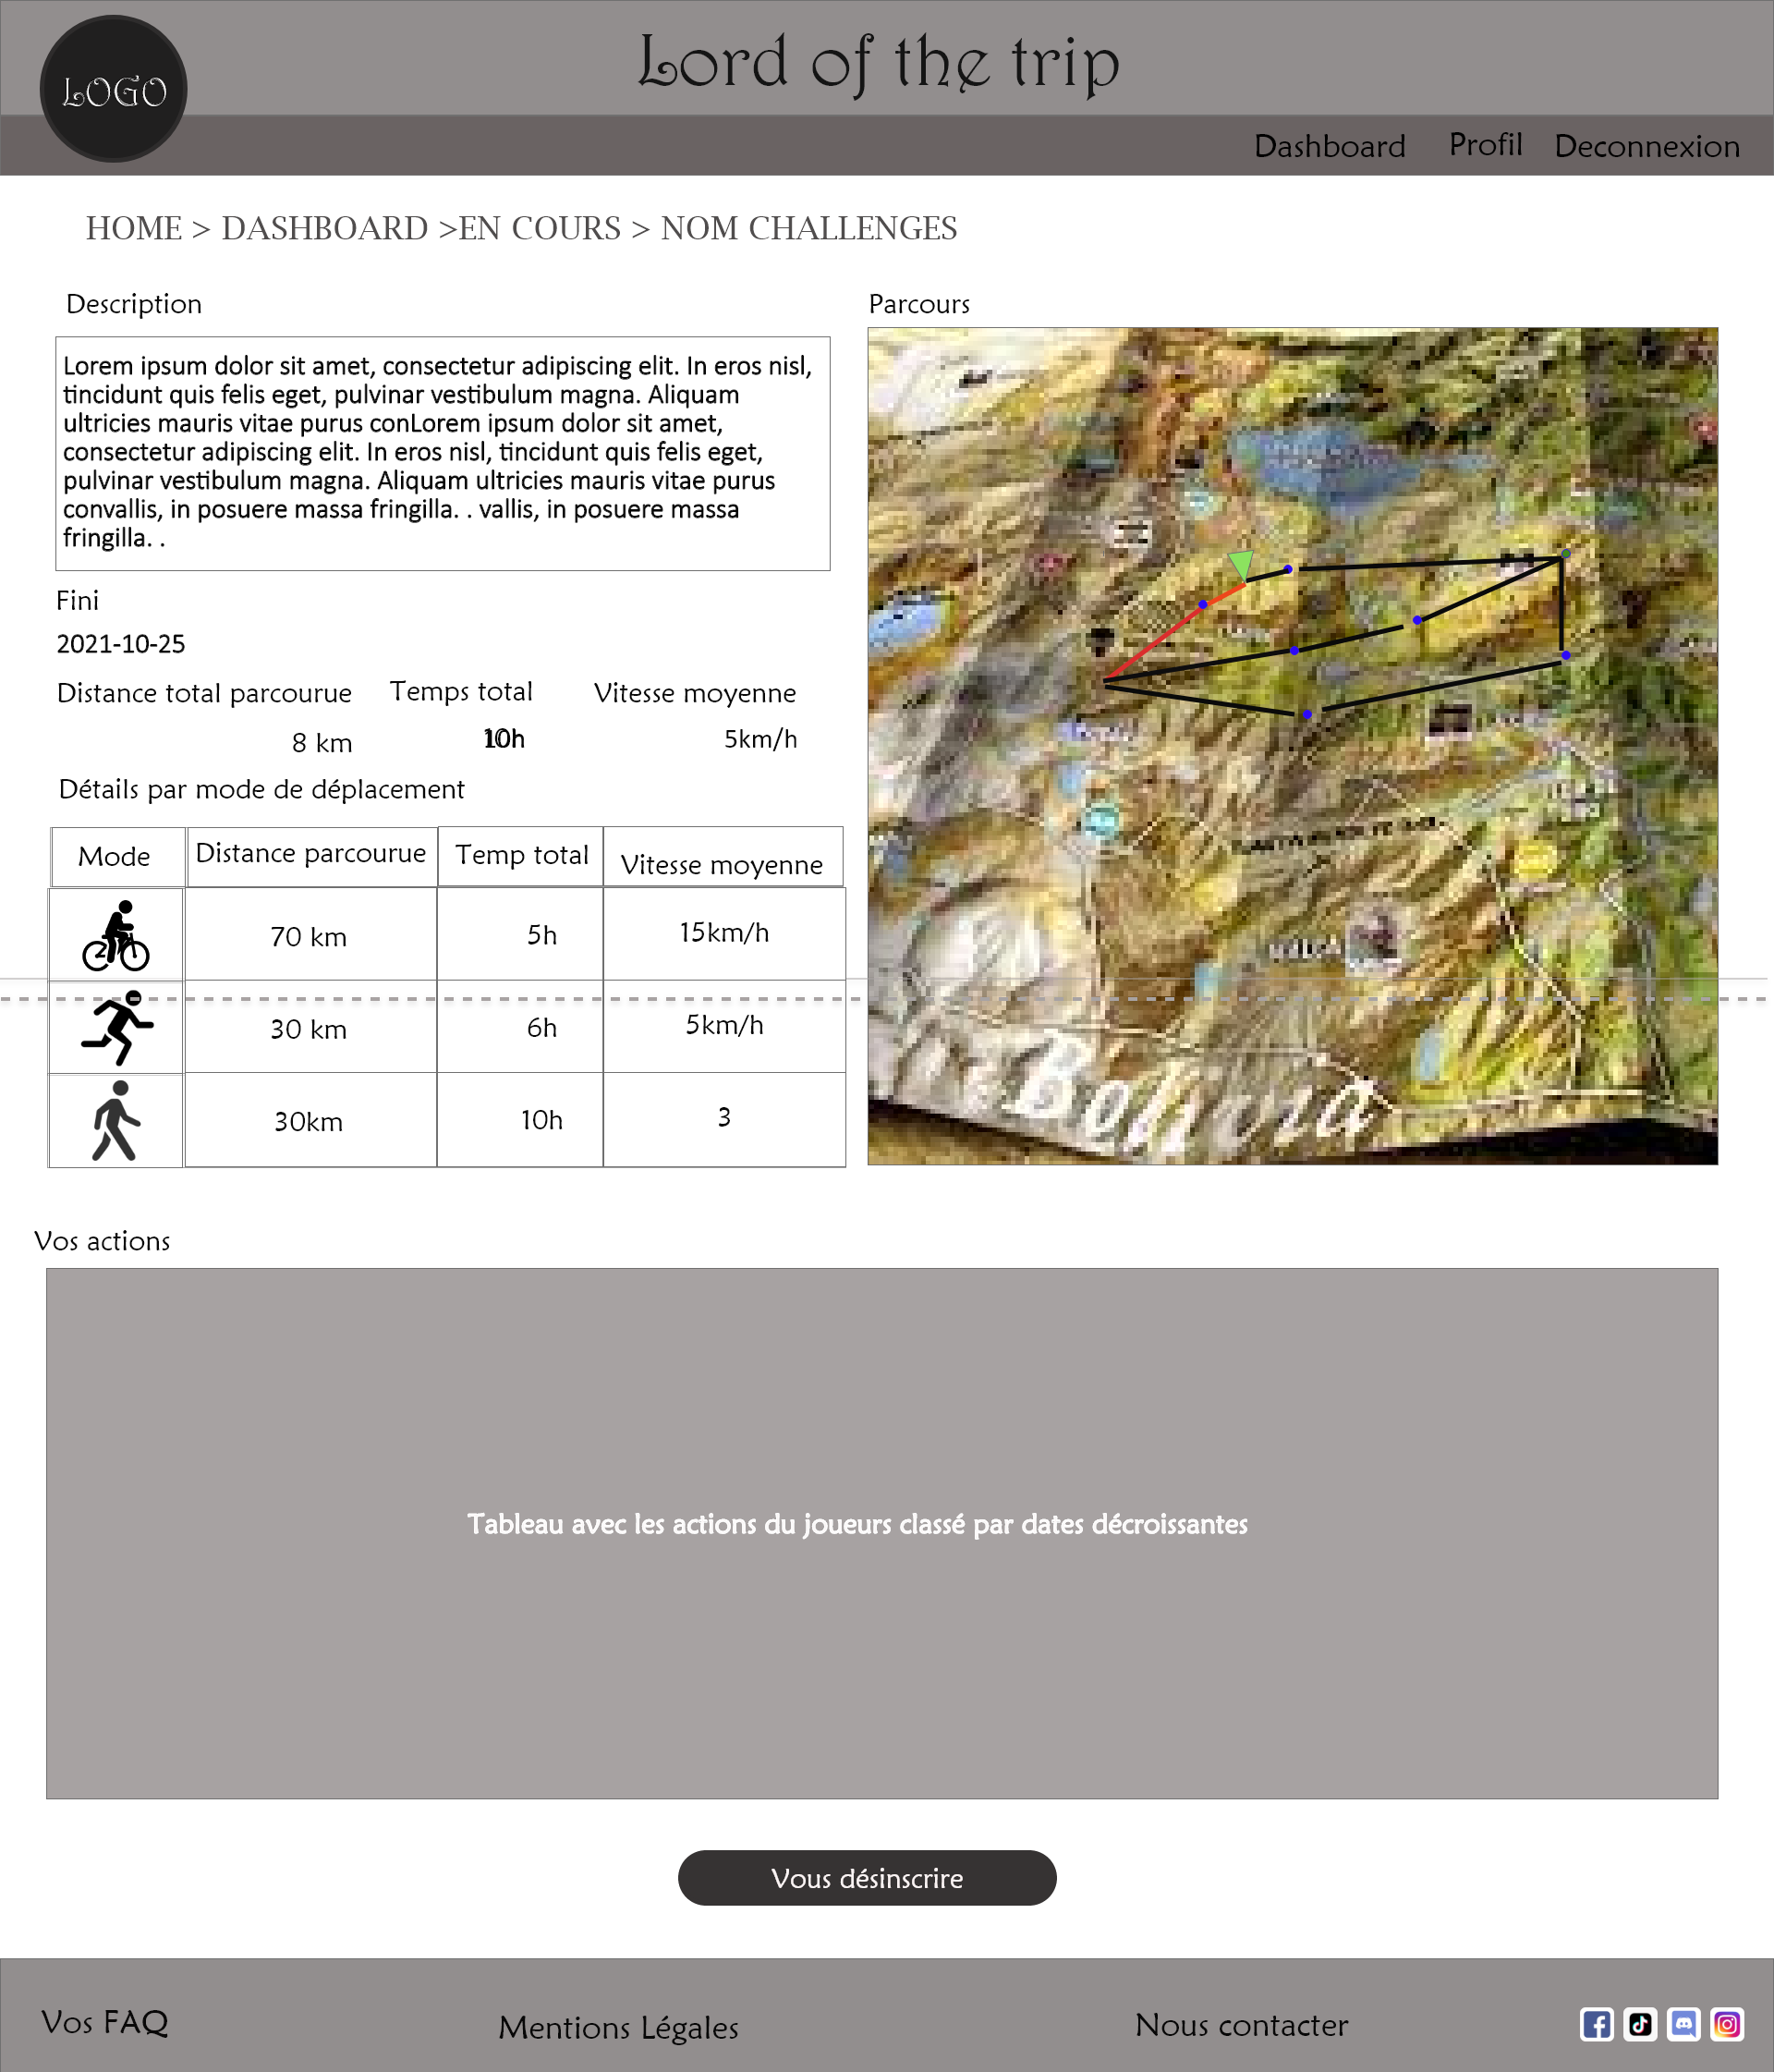 LOGO
Lord of the trip
Dashboard Profil Deconnexion
HOME > DASHBOARD >EN COURS > NOM CHALLENGES
Description
Lorem ipsum dolor sit amet, consectetur adipiscing elit. In eros nisl,
tincidunt quis felis eget, pulvinar vestibulum magna. Aliquam
ultricies mauris vitae purus conLorem ipsum dolor sit amet,
consectetur adipiscing elit. In eros nisl, tincidunt quis felis eget,
pulvinar vestibulum magna. Aliquam ultricies mauris vitae purus
convallis, in posuere massa fringilla. . vallis, in posuere massa
fringilla. .
Fini
2021-10-25
Distance total parcourue Temps total Vitesse moyenne
8 km 10h 5km/h
Détails par mode de déplacement
Mode Distance parcourue Temp total Vitesse moyenne
70 km 5h 15km/h
30 km 6h 5km/h
30km 10h 3
Parcours
Vos actions
Tableau avec les actions du joueurs classé par dates décroissantes
Vous désinscrire
Vos FAQ Mentions Légales Nous contacter